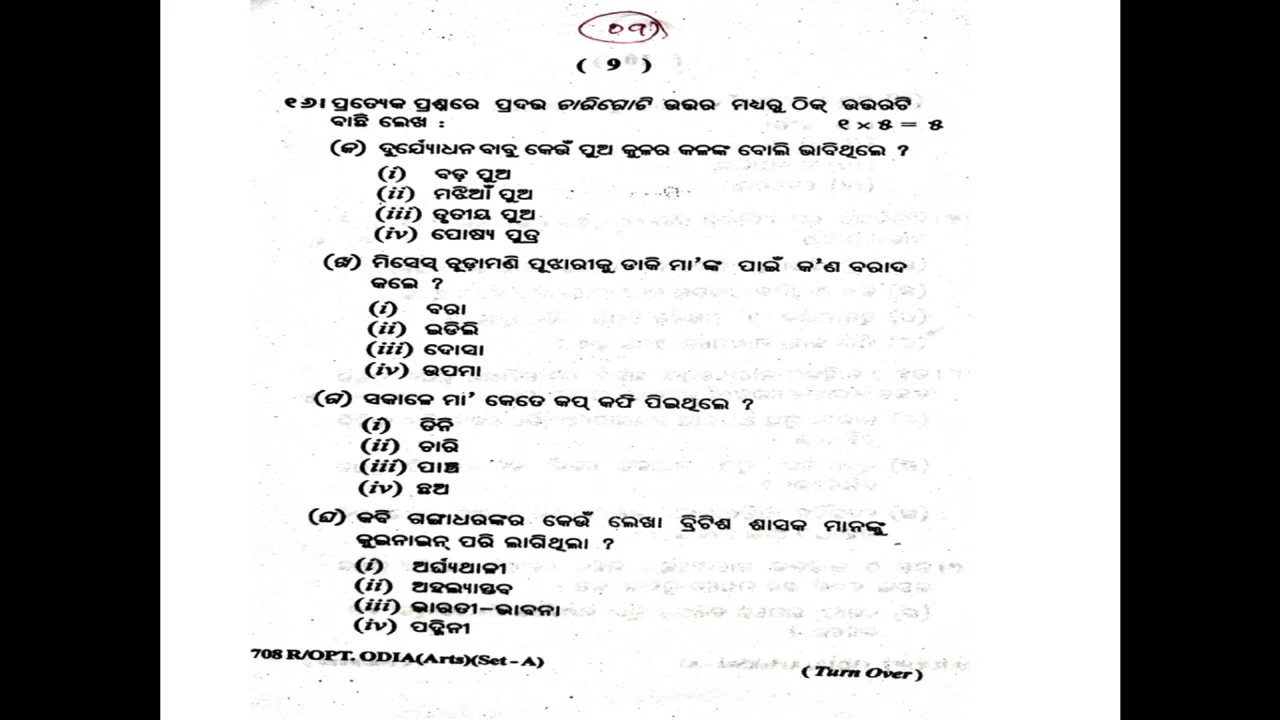 ୦୩
( ୨ )
୧୬। ପ୍ରତ୍ୟେକ ପ୍ରଶ୍ନରେ ପ୍ରଦତ୍ତ ଚାରିଗୋଟି ଉତ୍ତର ମଧ୍ୟରୁ ଠିକ୍ ଉତ୍ତରଟି
ବାଛି ଲେଖ : ୧ × ୫ = ୫
(କ) ଦୁର୍ଯ୍ୟୋଧନ ବାବୁ କେଉଁ ପୁଅ କୁଳର କଳଙ୍କ ବୋଲି ଭାବିଥିଲେ ?
(i) ବଡ଼ ପୁଅ
(ii) ମଝିଆଁ ପୁଅ
(iii) ତୃତୀୟ ପୁଅ
(iv) ପୋଷ୍ୟ ପୁତ୍ର
(ଖ) ମିସେସ୍ ଚୂଡ଼ାମଣି ପୂଝାରୀକୁ ଡାକି ମା'ଙ୍କ ପାଇଁ କ'ଣ ବରାଦ
କଲେ ?
(i) ବରା
(ii) ଇଡିଲି
(iii) ଦୋସା
(iv) ଉପମା
(ଗ) ସକାଳେ ମା' କେତେ କପ୍ କଫି ପିଇଥିଲେ ?
(i) ତିନି
(ii) ଚାରି
(iii) ପାଞ୍ଚ
(iv) ଛଅ
(ଘ) କବି ଗଙ୍ଗାଧରଙ୍କର କେଉଁ ଲେଖା ବ୍ରିଟିଶ ଶାସକ ମାନଙ୍କୁ
କୁଇନାଇନ୍ ପରି ଲାଗିଥିଲା ?
(i) ଅର୍ଘ୍ୟଥାଳୀ
(ii) ଅହଲ୍ୟାସ୍ତବ
(iii) ଭାରତୀ-ଭାବନା
(iv) ପଦ୍ମିନୀ
708 R/OPT. ODIA(Arts)(Set - A)
( Turn Over )